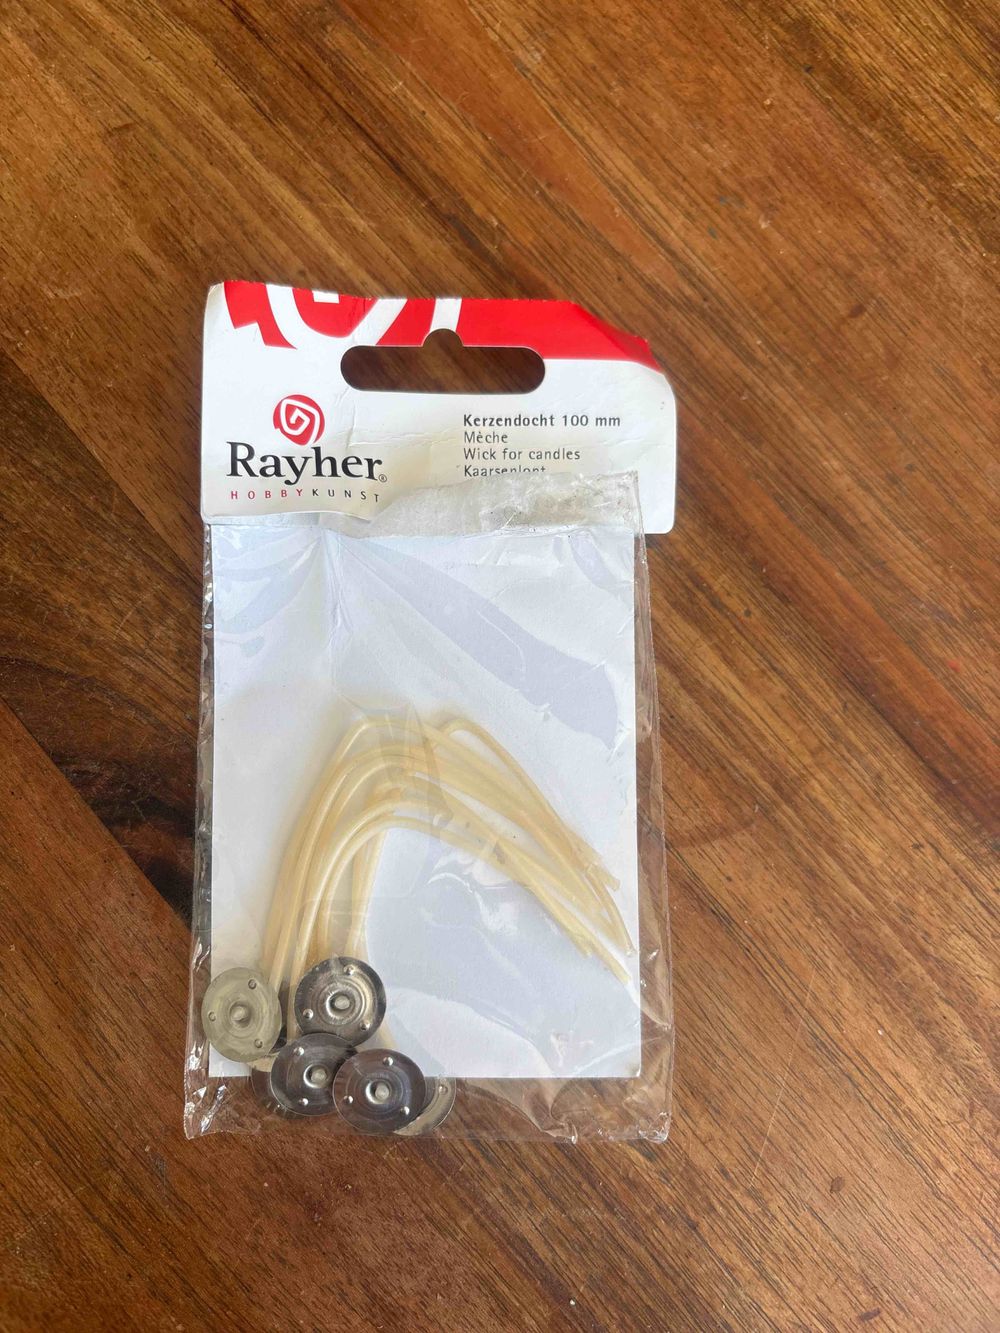 Rayher®
HOBBYKUNST
Kerzendocht 100 mm
Mèche
Wick for candles
Kaarsenlont